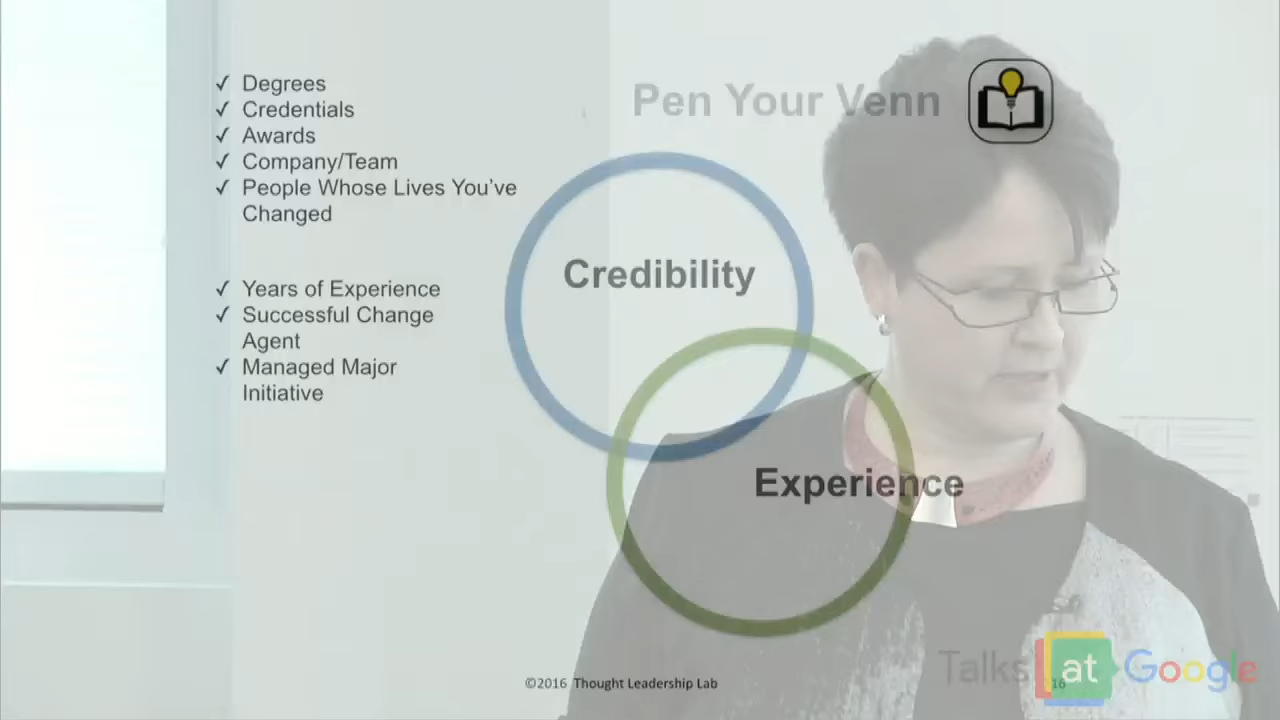 Pen Your Venn
✓ Degrees
✓ Credentials
✓ Awards
✓ Company/Team
✓ People Whose Lives You’ve
Changed
Credibility
✓ Years of Experience
✓ Successful Change
Agent
✓ Managed Major
Initiative
Experience
©2016 Thought Leadership Lab
16
Talks at Google